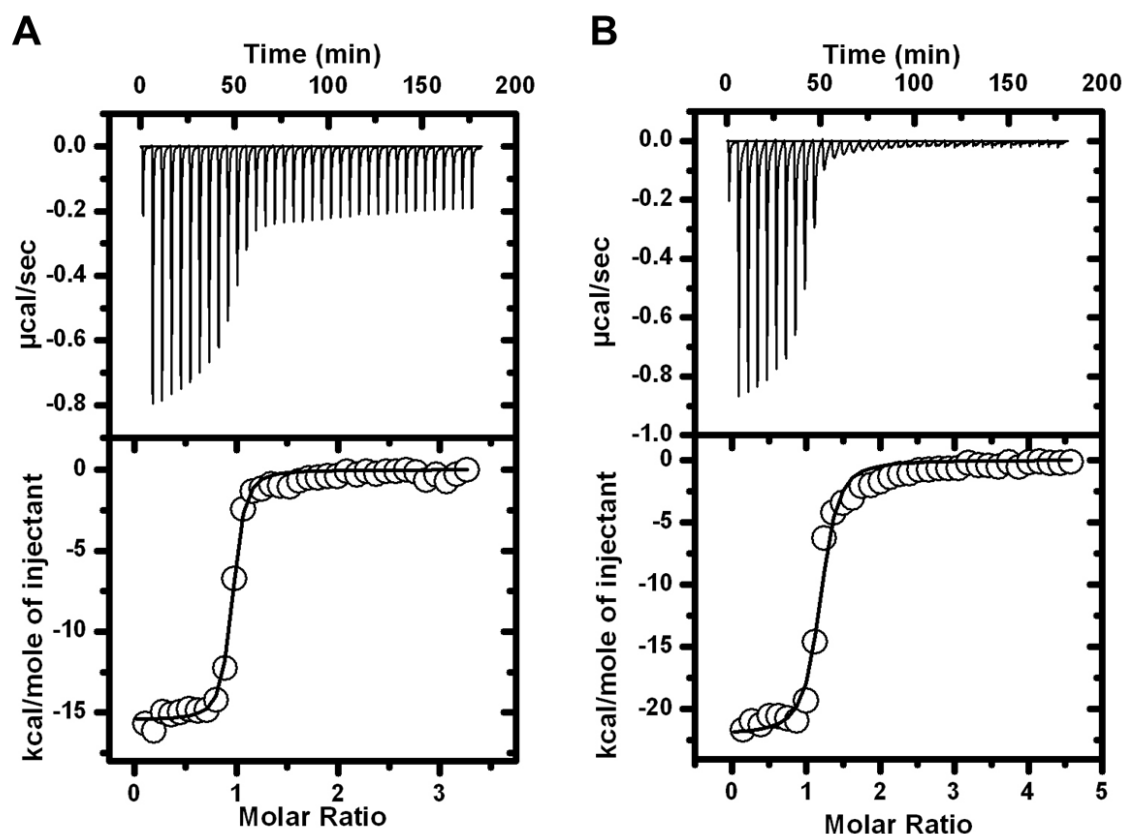 A
Time (min)
0 50 100 150 200
0.0
-0.2
-0.4
-0.6
-0.8
µcal/sec
0
-5
-10
-15
kcal/mole of injectant
0 1 2 3
Molar Ratio
B
Time (min)
0 50 100 150 200
0.0
-0.2
-0.4
-0.6
-0.8
-1.0
µcal/sec
0
-5
-10
-15
-20
kcal/mole of injectant
0 1 2 3 4 5
Molar Ratio